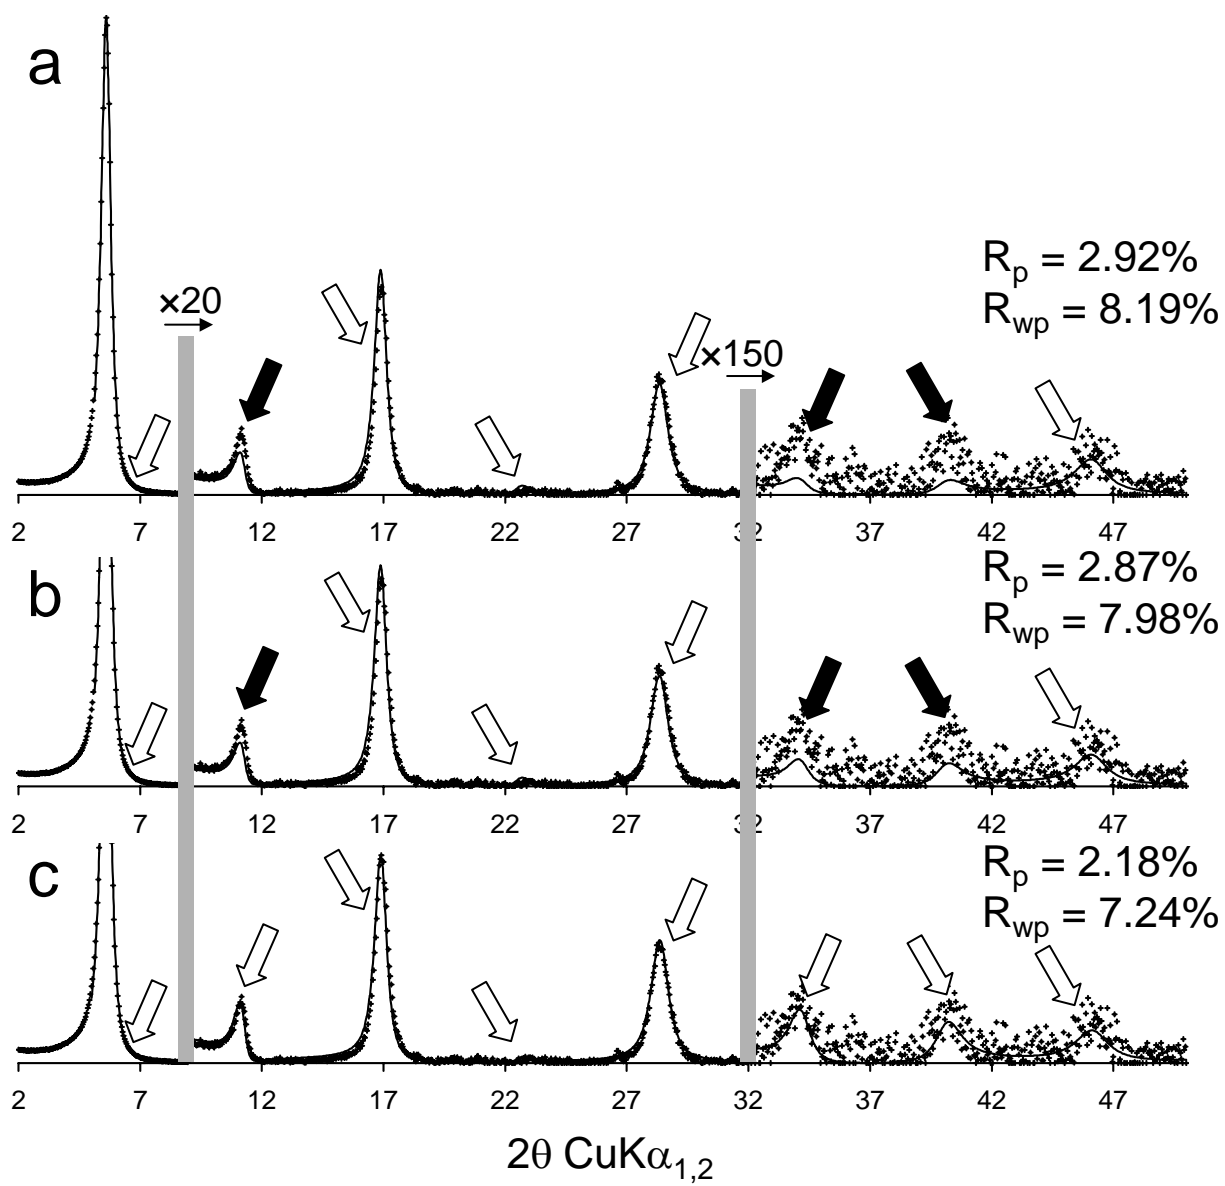 a
R_p = 2.92%
R_wp = 8.19%
×20
×150
2 7 12 17 22 27 32 37 42 47
b
R_p = 2.87%
R_wp = 7.98%
2 7 12 17 22 27 32 37 42 47
c
R_p = 2.18%
R_wp = 7.24%
2 7 12 17 22 27 32 37 42 47
2θ CuKα_1,2